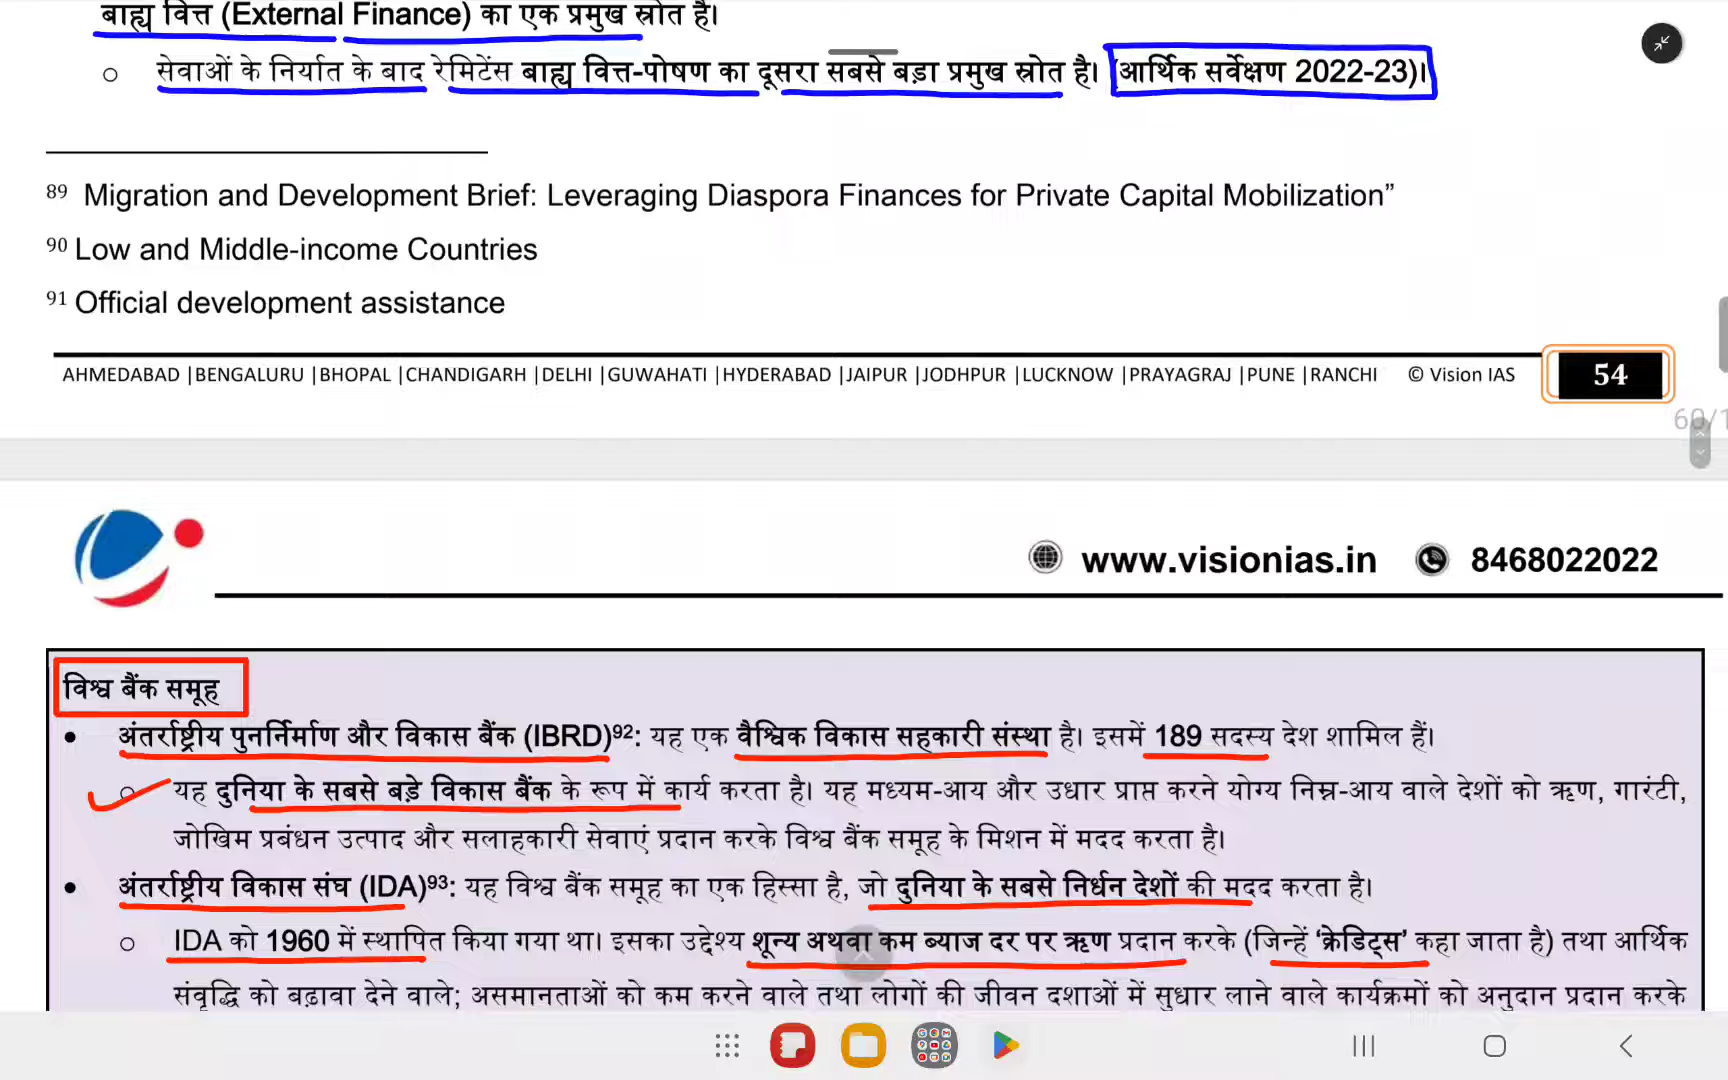 बाह्य वित्त (External Finance) का एक प्रमुख स्रोत है।
○ सेवाओं के निर्यात के बाद रेमिटेंस बाह्य वित्त-पोषण का दूसरा सबसे बड़ा प्रमुख स्रोत है। (आर्थिक सर्वेक्षण 2022-23)।
89 Migration and Development Brief: Leveraging Diaspora Finances for Private Capital Mobilization”
90 Low and Middle-income Countries
91 Official development assistance
AHMEDABAD |BENGALURU |BHOPAL |CHANDIGARH |DELHI |GUWAHATI |HYDERABAD |JAIPUR |JODHPUR |LUCKNOW |PRAYAGRAJ |PUNE |RANCHI © Vision IAS 54
www.visionias.in 8468022022
विश्व बैंक समूह
• अंतर्राष्ट्रीय पुनर्निर्माण और विकास बैंक (IBRD)92: यह एक वैश्विक विकास सहकारी संस्था है। इसमें 189 सदस्य देश शामिल हैं।
○ यह दुनिया के सबसे बड़े विकास बैंक के रूप में कार्य करता है। यह मध्यम-आय और उधार प्राप्त करने योग्य निम्न-आय वाले देशों को ऋण, गारंटी,
जोखिम प्रबंधन उत्पाद और सलाहकारी सेवाएं प्रदान करके विश्व बैंक समूह के मिशन में मदद करता है।
• अंतर्राष्ट्रीय विकास संघ (IDA)93: यह विश्व बैंक समूह का एक हिस्सा है, जो दुनिया के सबसे निर्धन देशों की मदद करता है।
○ IDA को 1960 में स्थापित किया गया था। इसका उद्देश्य शून्य अथवा कम ब्याज दर पर ऋण प्रदान करके (जिन्हें ‘क्रेडिट्स’ कहा जाता है) तथा आर्थिक
संवृद्धि को बढ़ावा देने वाले; असमानताओं को कम करने वाले तथा लोगों की जीवन दशाओं में सुधार लाने वाले कार्यक्रमों को अनुदान प्रदान करके